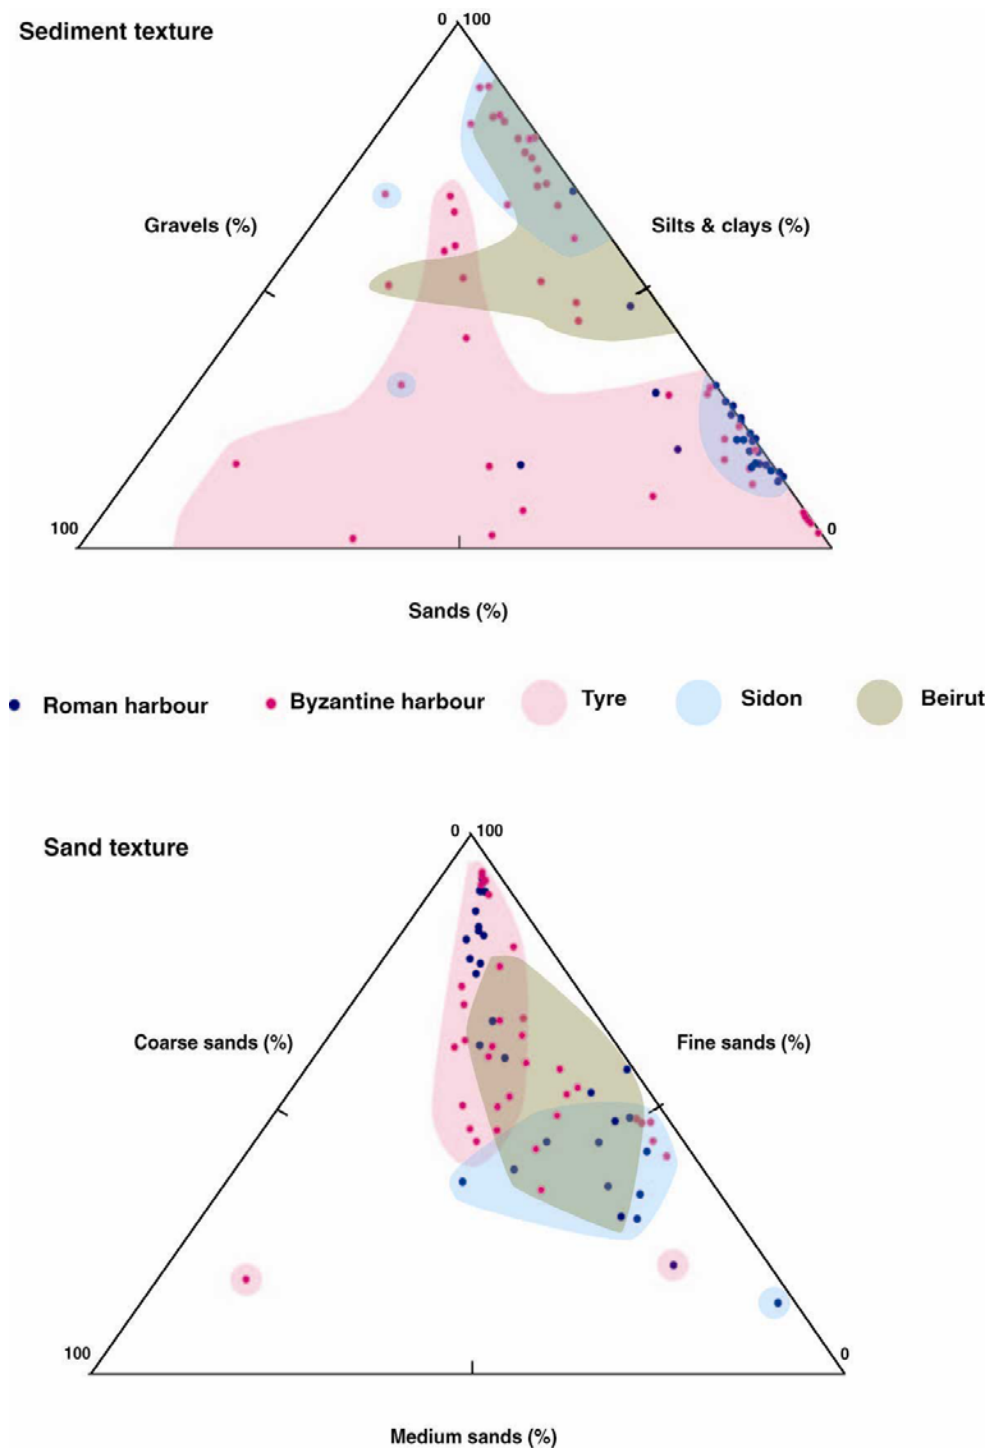 Sediment texture
0 100
Gravels (%)
Silts & clays (%)
100
0
Sands (%)
Roman harbour
Byzantine harbour
Tyre
Sidon
Beirut
Sand texture
0 100
Coarse sands (%)
Fine sands (%)
100
0
Medium sands (%)